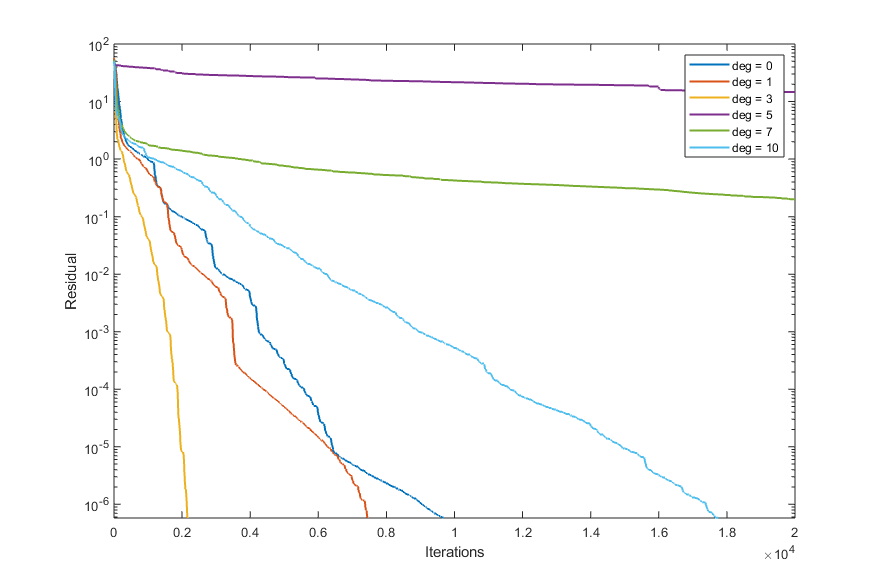 10^2
10^1
10^0
10^-1
10^-2
10^-3
10^-4
10^-5
10^-6
Residual
deg = 0
deg = 1
deg = 3
deg = 5
deg = 7
deg = 10
0 0.2 0.4 0.6 0.8 1 1.2 1.4 1.6 1.8 2
Iterations
×10^4